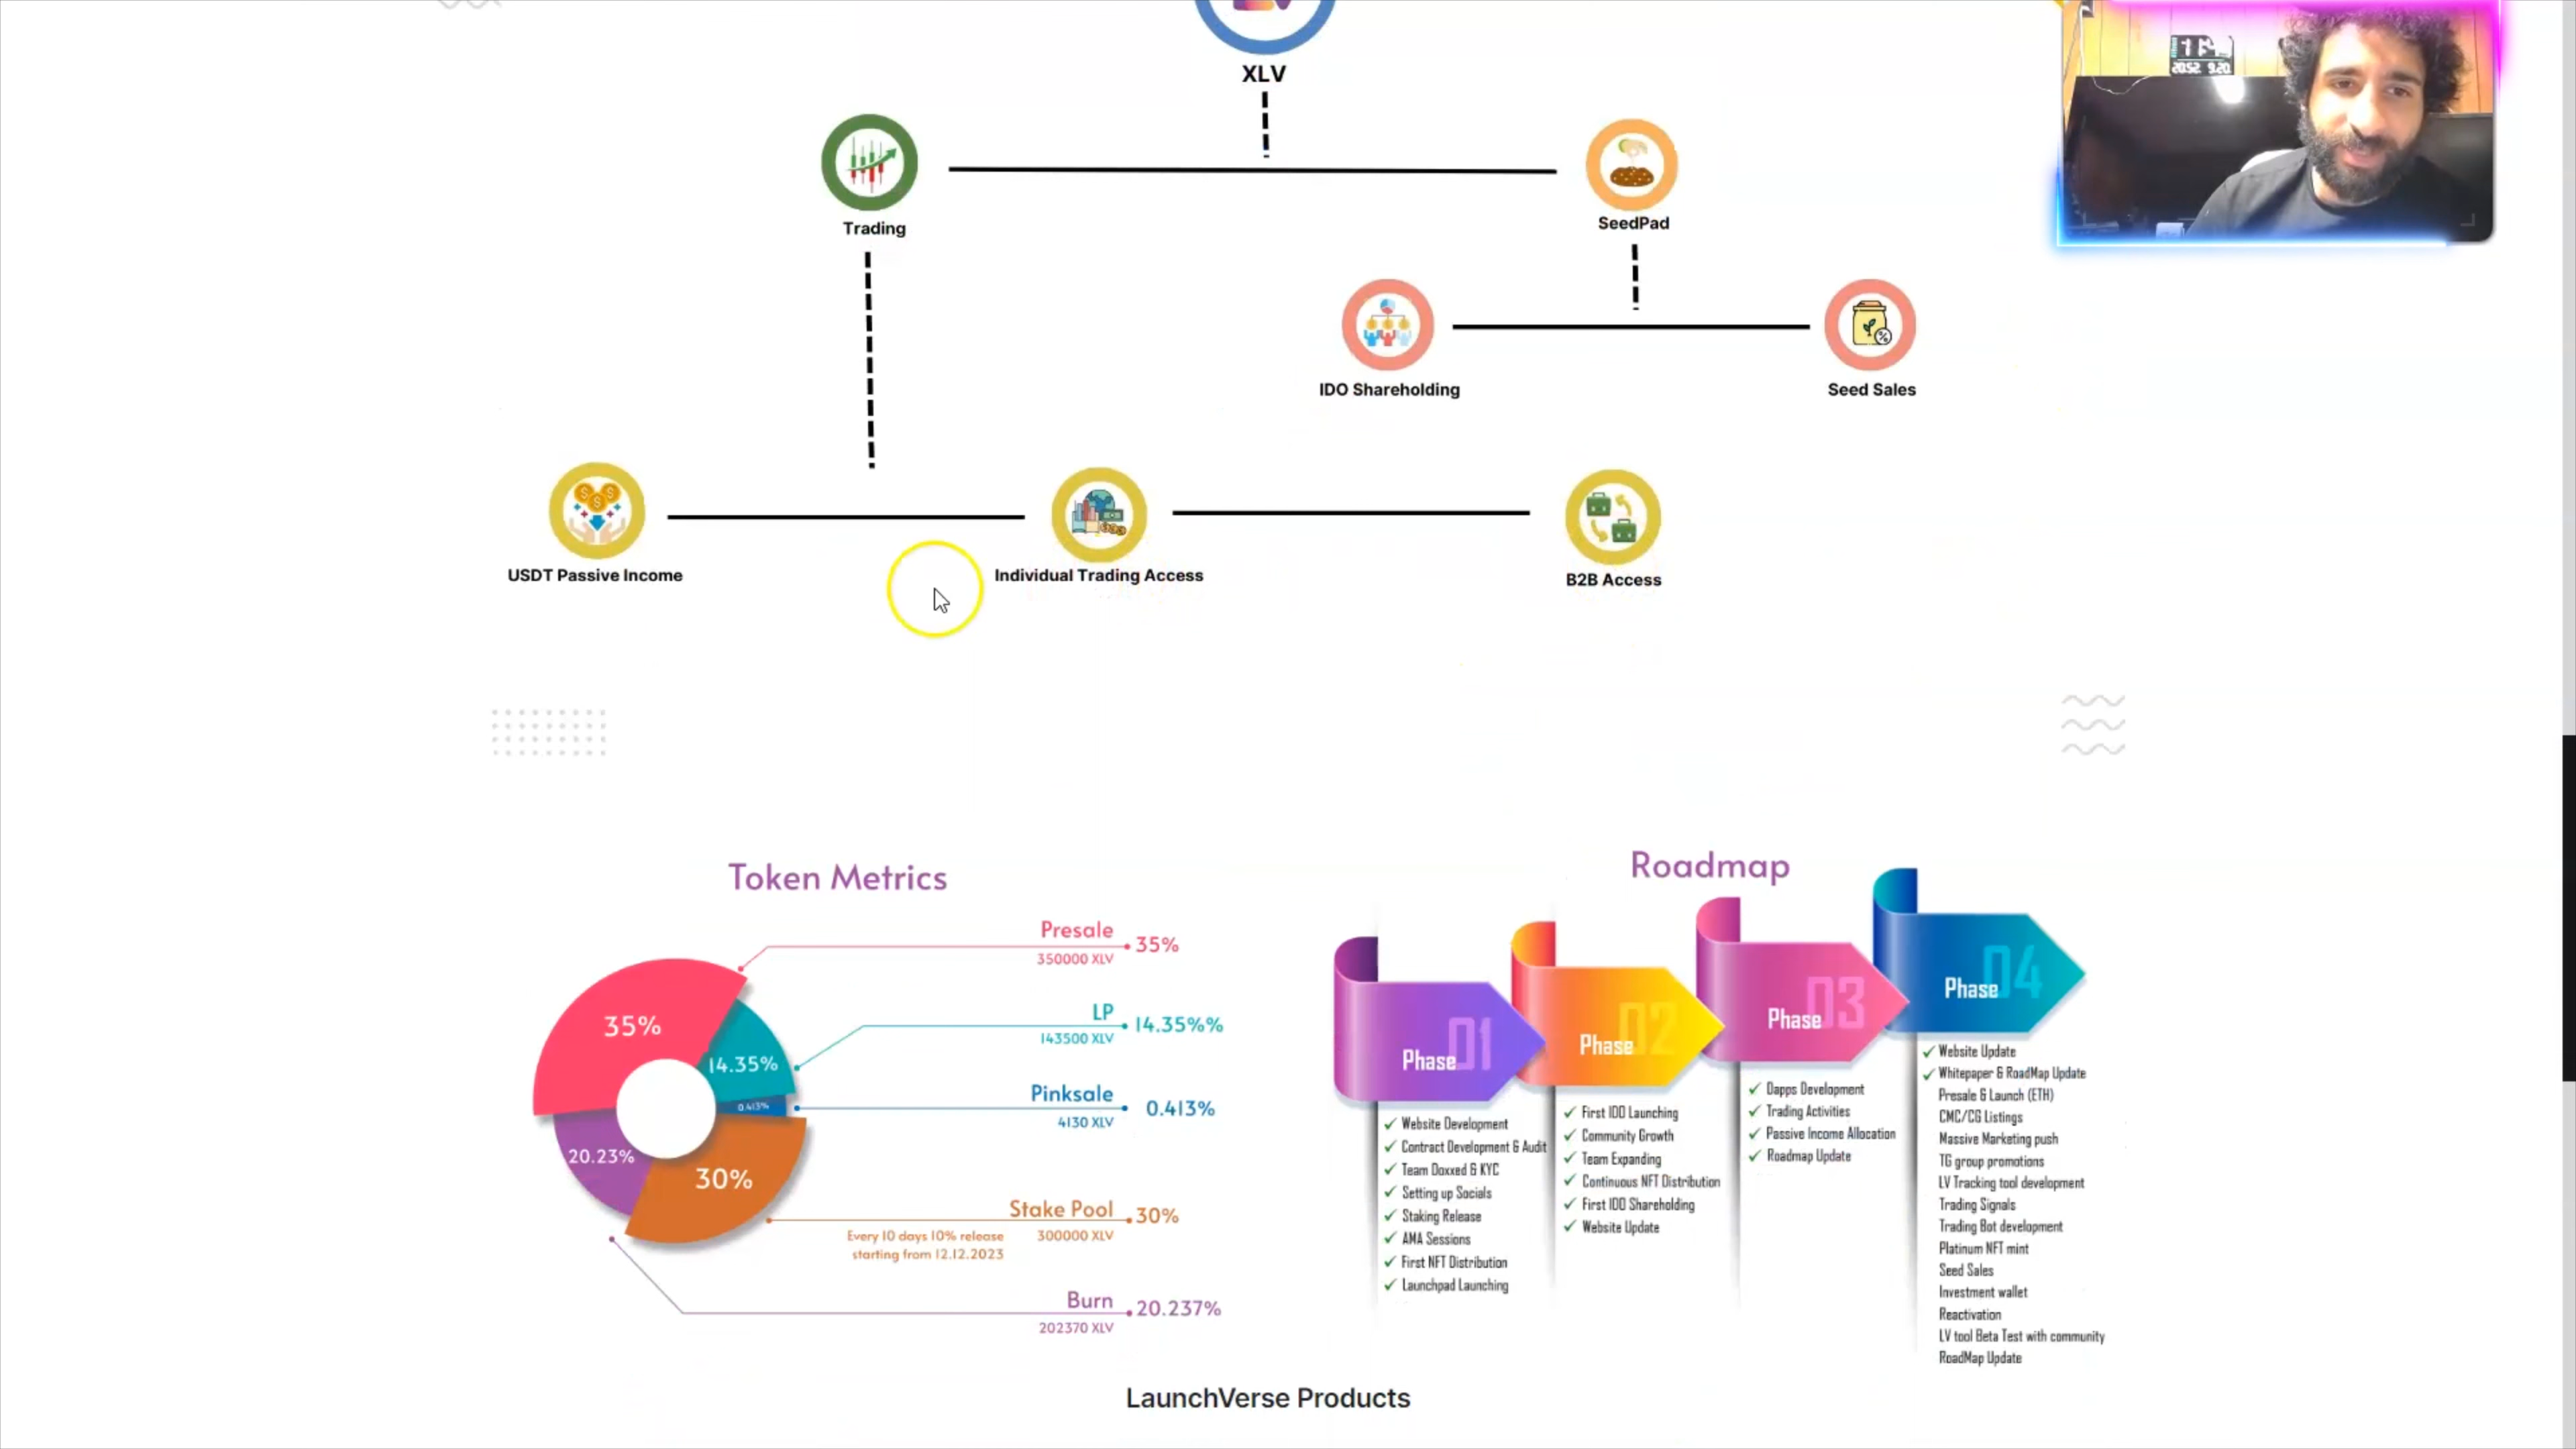 XLV
Trading
SeedPad
IDO Shareholding
Seed Sales
USDT Passive Income
Individual Trading Access
B2B Access
Token Metrics
Presale
35%
350000 XLV
LP
14.35%%
143500 XLV
Pinksale
0.413%
4130 XLV
Stake Pool
30%
Every 10 days 10% release
starting from 12.12.2023
300000 XLV
Burn
20.237%
202370 XLV
35%
14.35%
0.413%
20.23%
30%
Roadmap
Phase 01
Website Development
Contract Development & Audit
Team Doxxed & KYC
Setting up Socials
Staking Release
AMA Sessions
First NFT Distribution
Launchpad Launching
Phase 02
First IDO Launching
Community Growth
Team Expanding
Continuous NFT Distribution
First IDO Shareholding
Website Update
Phase 03
Dapps Development
Trading Activities
Passive Income Allocation
Roadmap Update
Phase 04
Website Update
Whitepaper & RoadMap Update
Presale & Launch (ETH)
CMC/CG Listings
Massive Marketing push
TG group promotions
LV Tracking tool development
Trading Signals
Trading Bot development
Platinum NFT mint
Seed Sales
Investment wallet
Reactivation
LV tool Beta Test with community
RoadMap Update
LaunchVerse Products